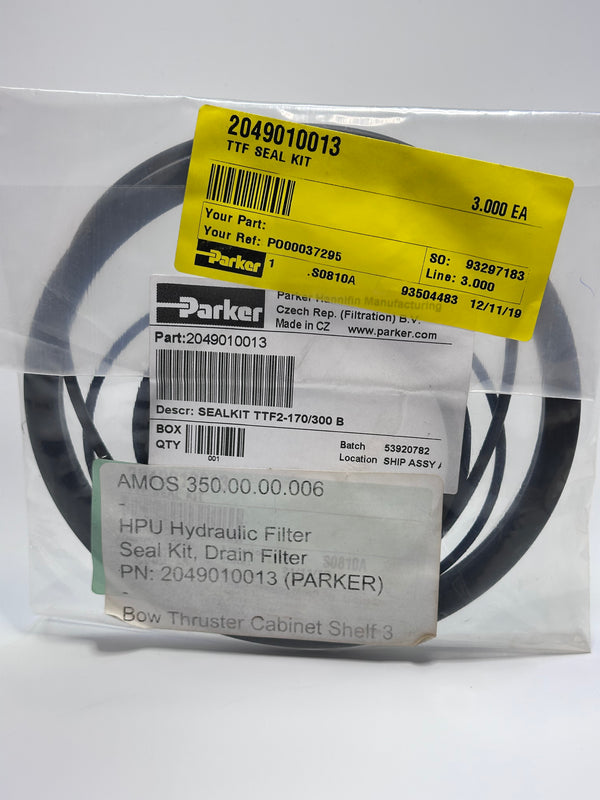 2049010013
TTF SEAL KIT
3.000 EA
Your Part:
Your Ref: PO00037295
SO: 93297183
Line: 3.000
Parker
1
.S0810A
93504483 12/11/19
Parker
Parker Hannifin Manufacturing
Czech Rep. (Filtration) B.V.
Made in CZ www.parker.com
Part:2049010013
Descr: SEALKIT TTF2-170/300 B
BOX
QTY
001
Batch 53920782
Location SHIP ASSY
AMOS 350.00.00.006
-
HPU Hydraulic Filter
Seal Kit, Drain Filter
S0810A
PN: 2049010013 (PARKER)
-
Bow Thruster Cabinet Shelf 3